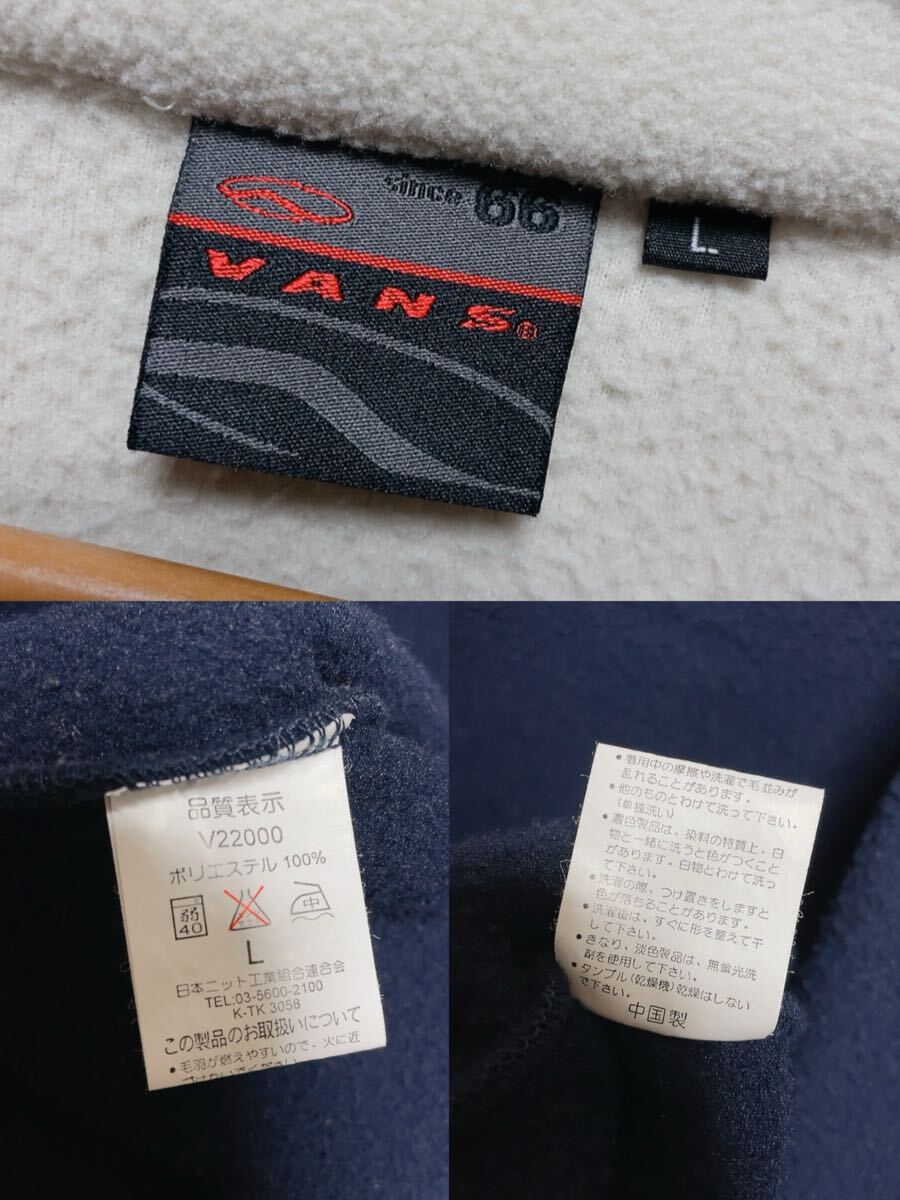 since 66
VANS®
L
品質表示
V22000
ポリエステル 100%
弱
40
中
L
日本ニット工業組合連合会
TEL:03-5600-2100
K-TK 3058
この製品のお取扱いについて
●毛羽が燃えやすいので、火に近
づけないでください
●着用中の摩擦や洗濯で毛並みが
乱れることがあります。
●他のものとわけて洗って下さい。
(単独洗い)
●濃色製品は、染料の特質上、白
物と一緒に洗うと色がつくこと
があります。白物とわけて洗っ
て下さい。
●洗濯の際、つけ置きをしますと
色が落ちることがあります。
●洗濯後は、すぐに形を整えて干
して下さい。
●きなり、淡色製品は、無蛍光洗
剤を使用して下さい。
●タンブル(乾燥機)乾燥はしない
で下さい。
中国製